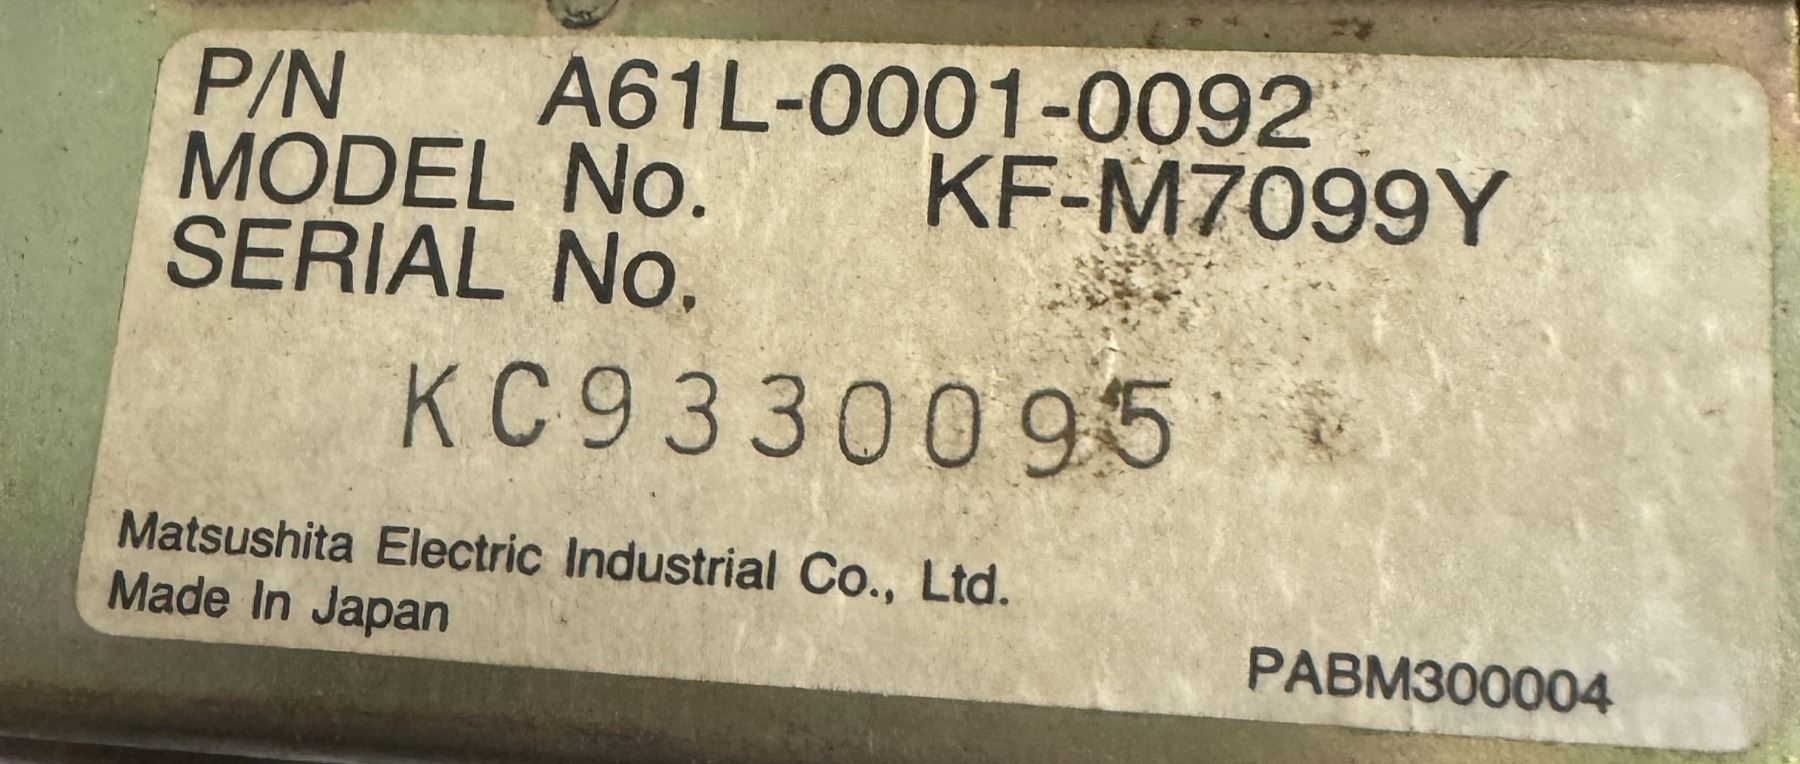 P/N A61L-0001-0092
MODEL No. KF-M7099Y
SERIAL No.
KC9330095
Matsushita Electric Industrial Co., Ltd.
Made In Japan
PABM300004